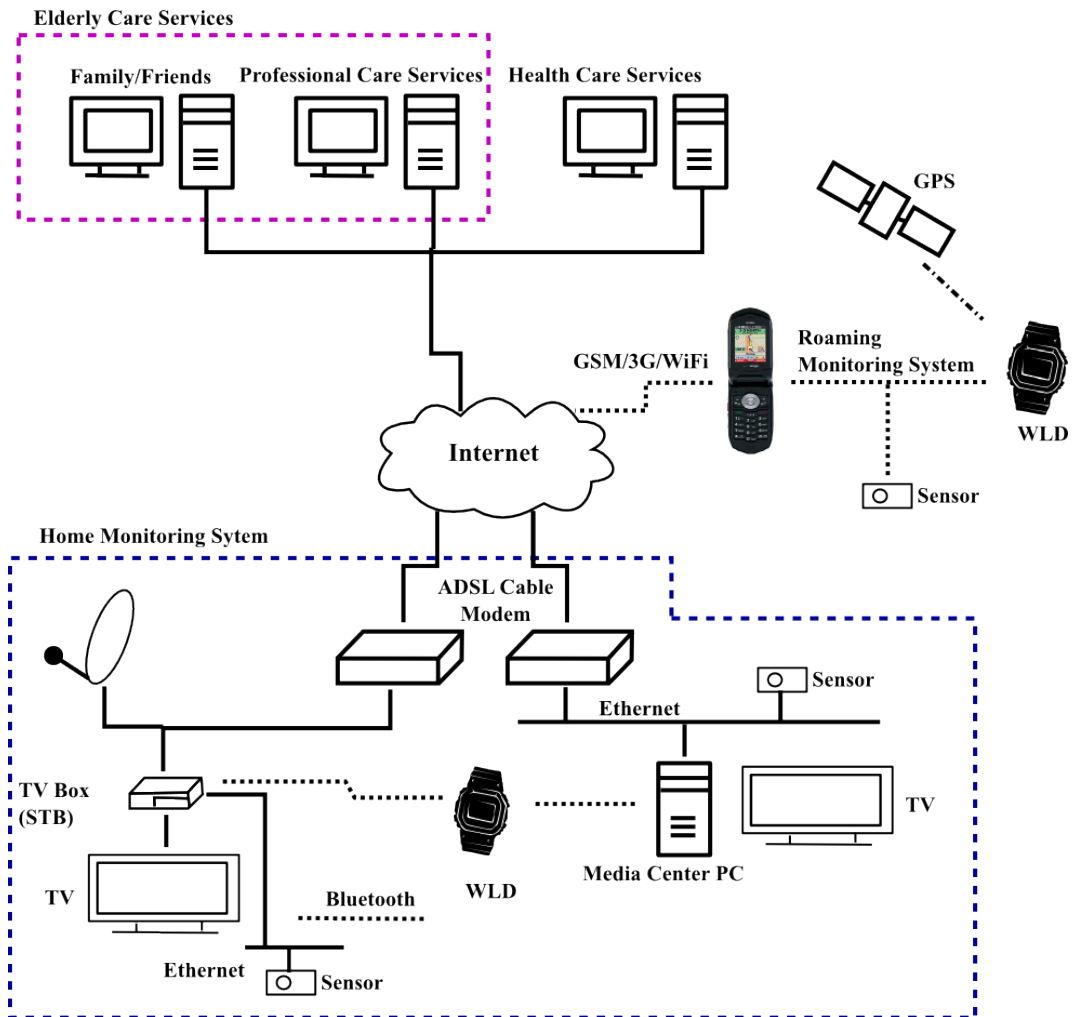 Elderly Care Services
Family/Friends
Professional Care Services
Health Care Services
GPS
GSM/3G/WiFi
Roaming
Monitoring System
WLD
Sensor
Internet
Home Monitoring Sytem
ADSL Cable
Modem
Sensor
Ethernet
TV Box
(STB)
TV
Media Center PC
WLD
TV
Bluetooth
Ethernet
Sensor